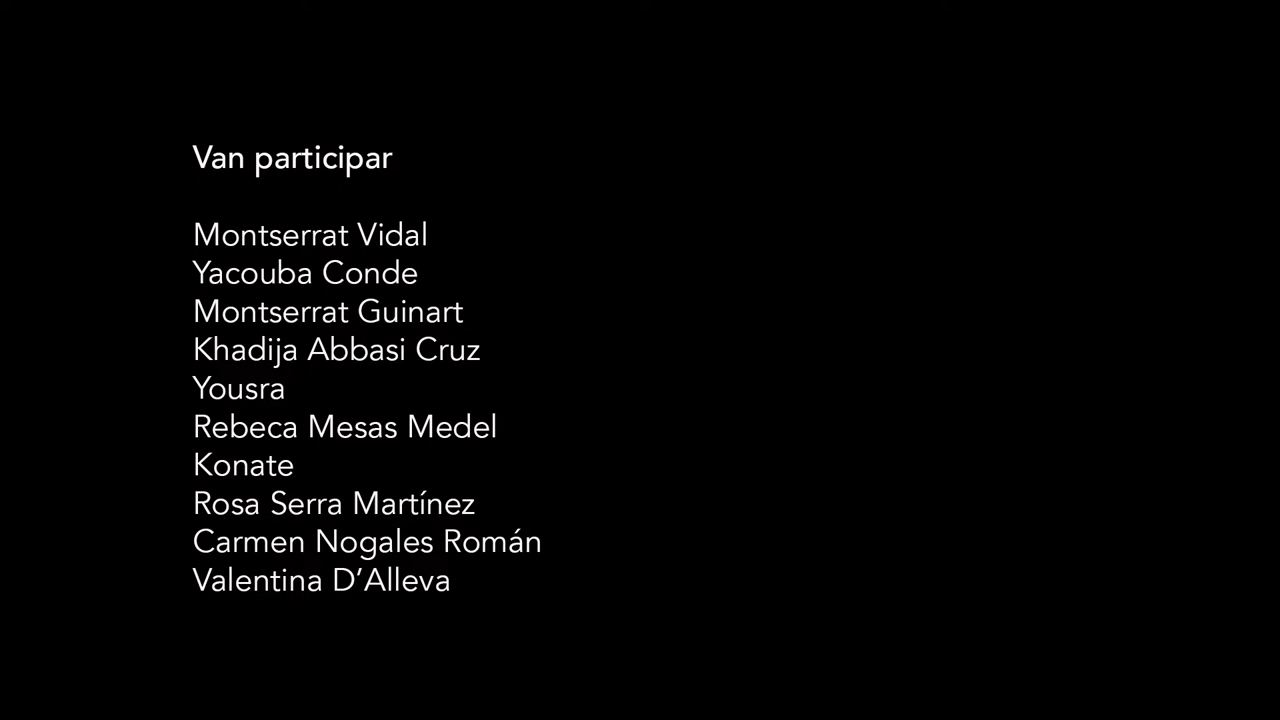 Van participar
Montserrat Vidal
Yacouba Conde
Montserrat Guinart
Khadija Abbasi Cruz
Yousra
Rebeca Mesas Medel
Konate
Rosa Serra Martínez
Carmen Nogales Román
Valentina D’Alleva